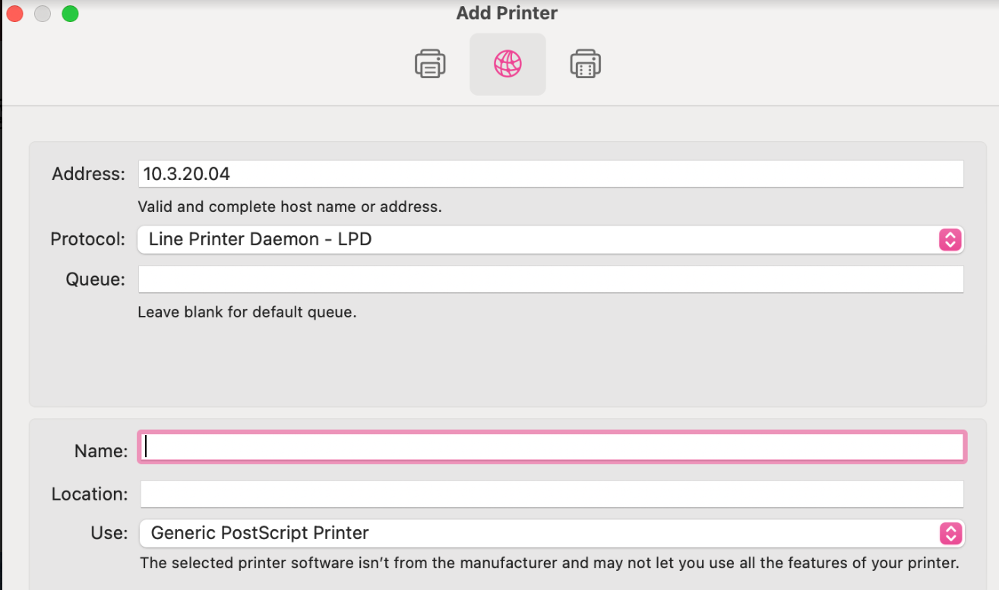 Add Printer
Address: 10.3.20.04
Valid and complete host name or address.
Protocol: Line Printer Daemon - LPD
Queue:
Leave blank for default queue.
Name:
Location:
Use: Generic PostScript Printer
The selected printer software isn’t from the manufacturer and may not let you use all the features of your printer.